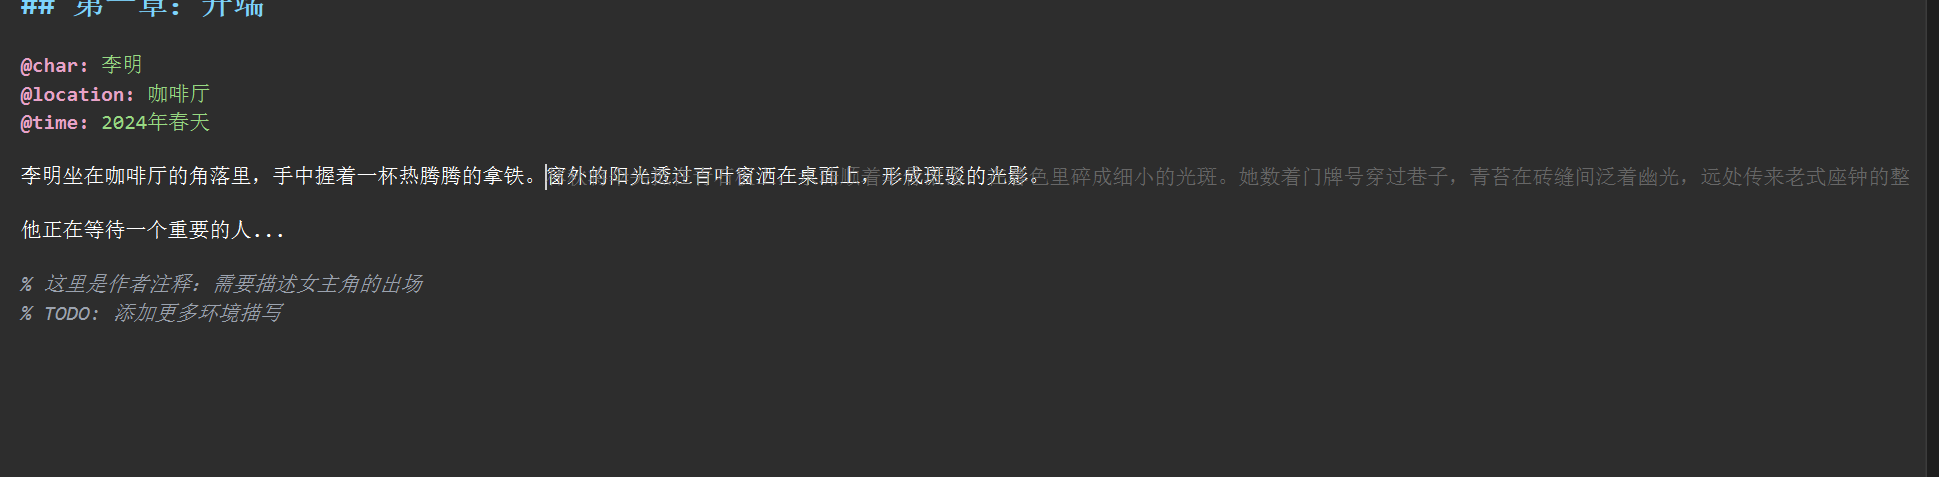 ## 第一章: 开端
@char: 李明
@location: 咖啡厅
@time: 2024年春天
李明坐在咖啡厅的角落里，手中握着一杯热腾腾的拿铁。窗外的阳光透过百叶窗洒在桌面上，形成斑驳的光影。色里碎成细小的光斑。她数着门牌号穿过巷子，青苔在砖缝间泛着幽光，远处传来老式座钟的整
他正在等待一个重要的人...
% 这里是作者注释: 需要描述女主角的出场
% TODO: 添加更多环境描写